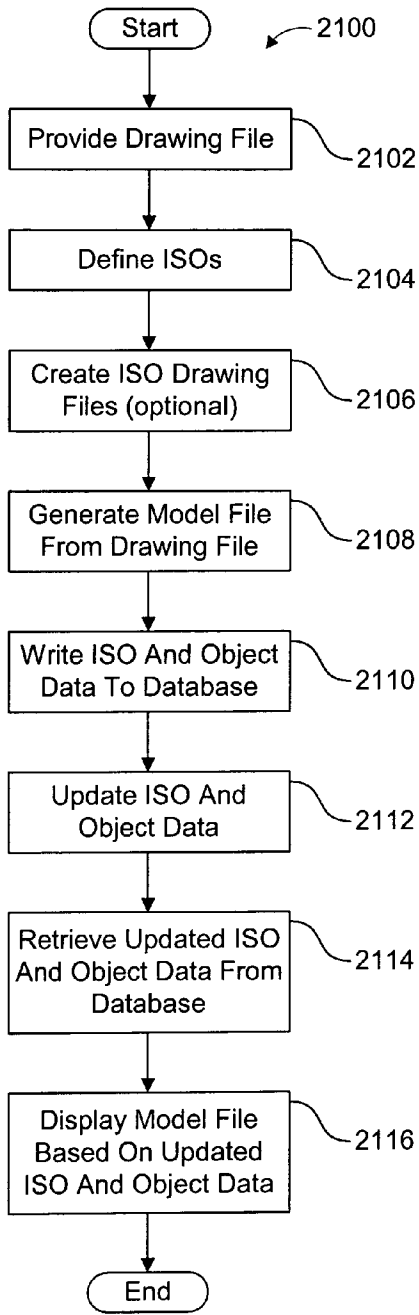 Start
2100
Provide Drawing File
2102
Define ISOs
2104
Create ISO Drawing
Files (optional)
2106
Generate Model File
From Drawing File
2108
Write ISO And Object
Data To Database
2110
Update ISO And
Object Data
2112
Retrieve Updated ISO
And Object Data From
Database
2114
Display Model File
Based On Updated
ISO And Object Data
2116
End